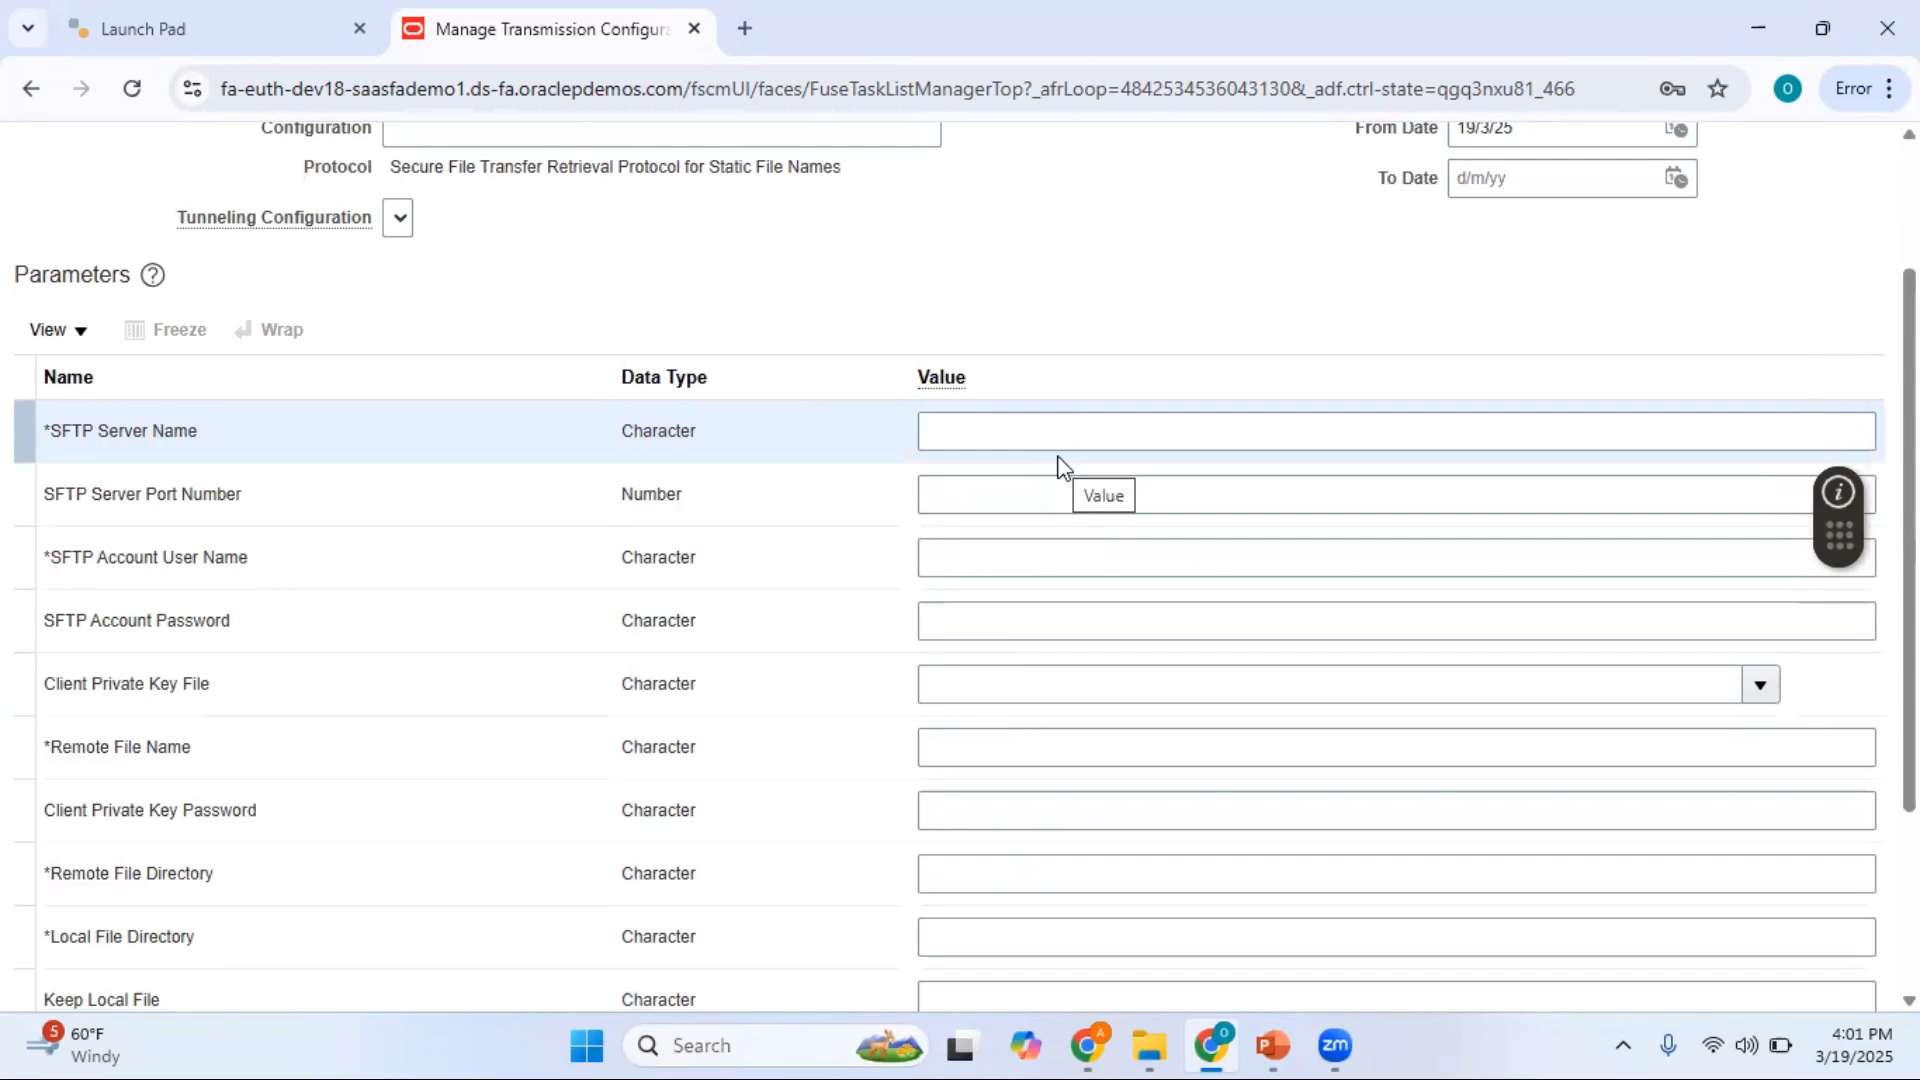 Launch Pad
Manage Transmission Configura
fa-euth-dev18-saasfademo1.ds-fa.oraclepdemos.com/fscmUI/faces/FuseTaskListManagerTop?_afrLoop=4842534536043130&_adf.ctrl-state=qgq3nxu81_466
O
Error
Configuration
From Date 19/3/25
Protocol Secure File Transfer Retrieval Protocol for Static File Names
To Date d/m/yy
Tunneling Configuration
Parameters ?
View Freeze Wrap
Name Data Type Value
*SFTP Server Name Character
SFTP Server Port Number Number
Value
*SFTP Account User Name Character
SFTP Account Password Character
Client Private Key File Character
*Remote File Name Character
Client Private Key Password Character
*Remote File Directory Character
*Local File Directory Character
Keep Local File Character
5 60°F
Windy
Search
A
O
P
zm
4:01 PM
3/19/2025